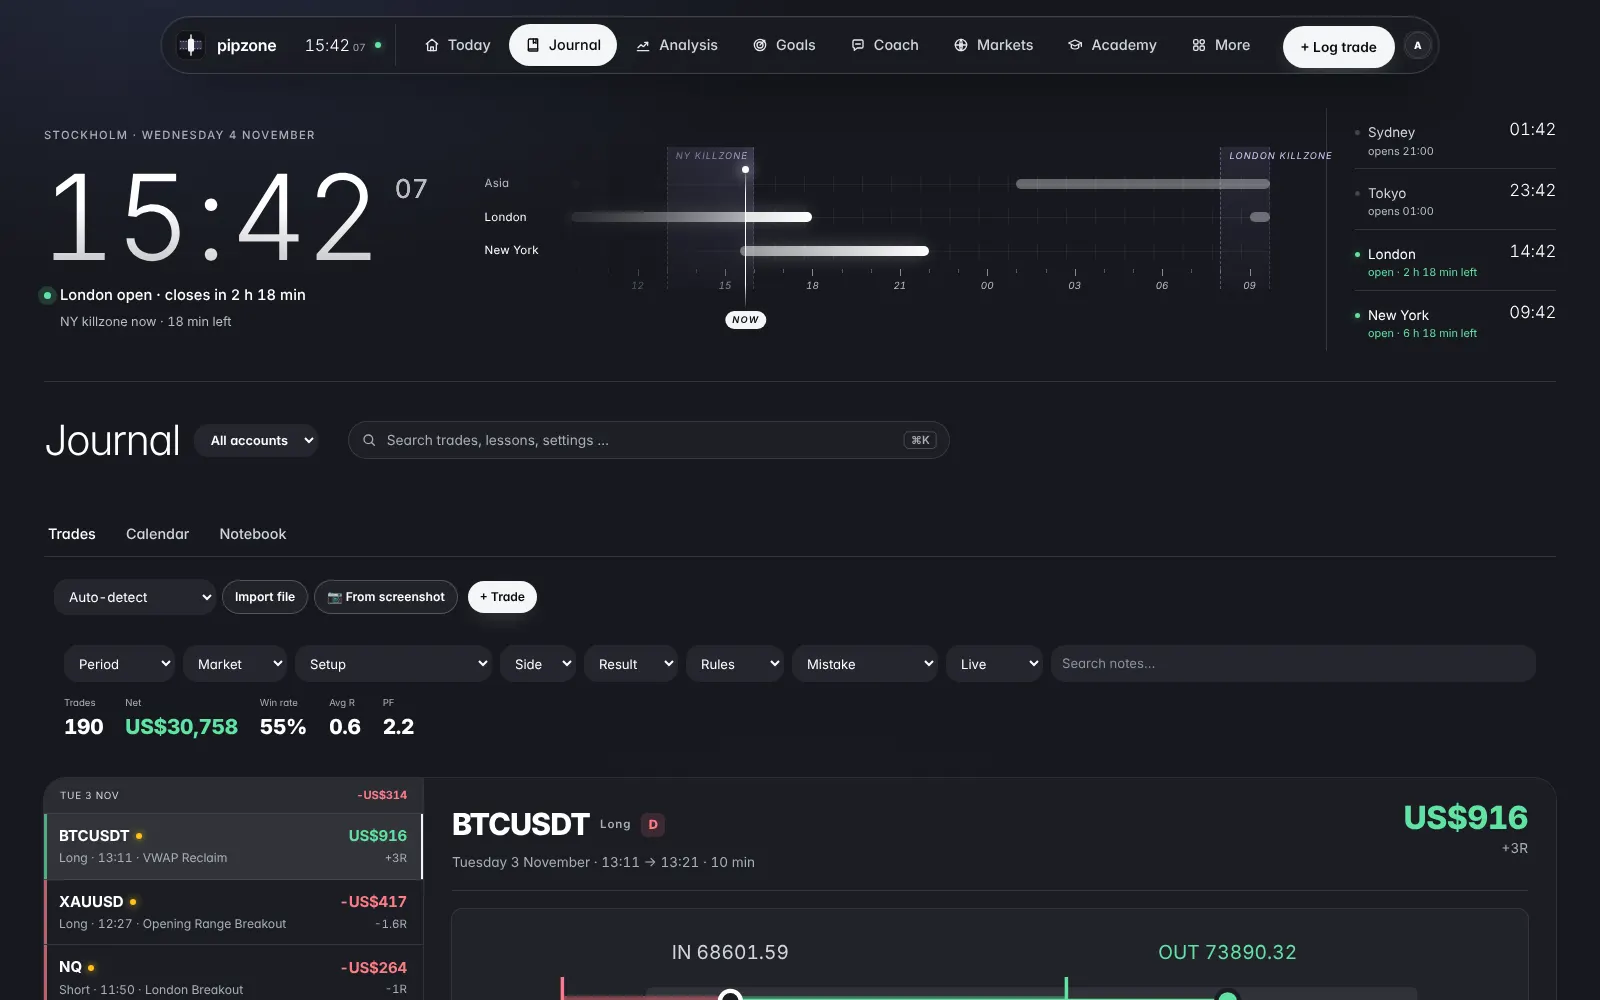 pipzone 15:42 07 Today Journal Analysis Goals Coach Markets Academy More + Log trade A
STOCKHOLM · WEDNESDAY 4 NOVEMBER
15:42 07
London open · closes in 2 h 18 min
NY killzone now · 18 min left
NY KILLZONE LONDON KILLZONE
Asia
London
New York
12 15 18 21 00 03 06 09
NOW
Sydney 01:42
opens 21:00
Tokyo 23:42
opens 01:00
London 14:42
open · 2 h 18 min left
New York 09:42
open · 6 h 18 min left
Journal All accounts Search trades, lessons, settings ... ⌘K
Trades Calendar Notebook
Auto-detect Import file 📷 From screenshot + Trade
Period Market Setup Side Result Rules Mistake Live Search notes...
Trades Net Win rate Avg R PF
190 US$30,758 55% 0.6 2.2
TUE 3 NOV -US$314
BTCUSDT US$916
Long · 13:11 · VWAP Reclaim +3R
XAUUSD -US$417
Long · 12:27 · Opening Range Breakout -1.6R
NQ -US$264
Short · 11:50 · London Breakout -1R
BTCUSDT Long D US$916
Tuesday 3 November · 13:11 → 13:21 · 10 min +3R
IN 68601.59 OUT 73890.32